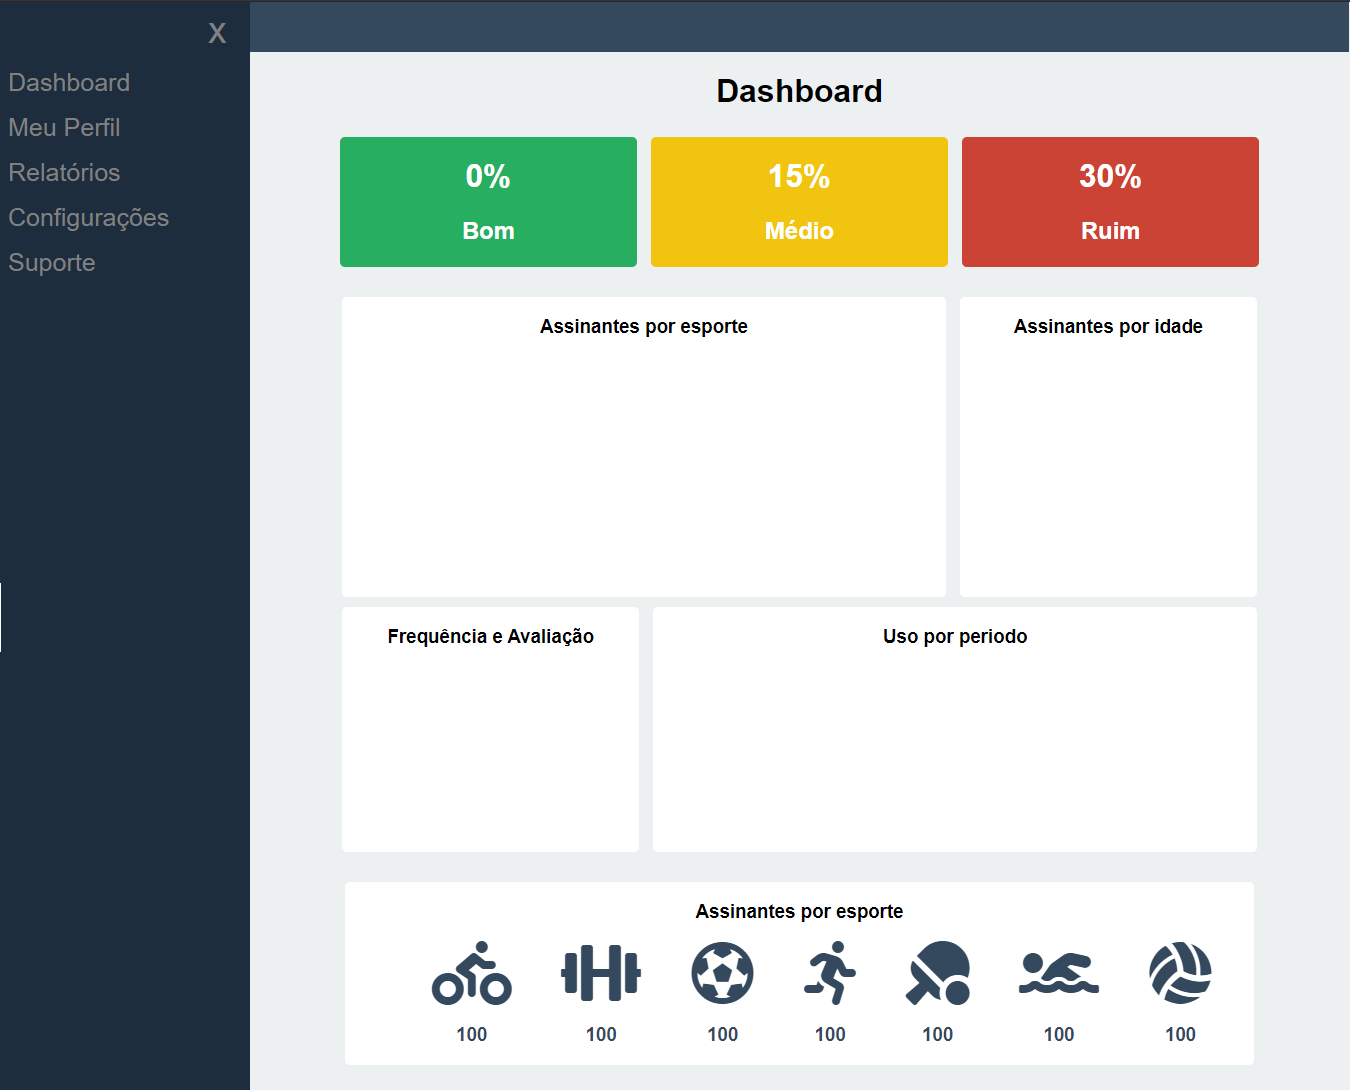 X
Dashboard
Meu Perfil
Relatórios
Configurações
Suporte
Dashboard
0%
Bom
15%
Médio
30%
Ruim
Assinantes por esporte
Assinantes por idade
Frequência e Avaliação
Uso por periodo
Assinantes por esporte
100 100 100 100 100 100 100